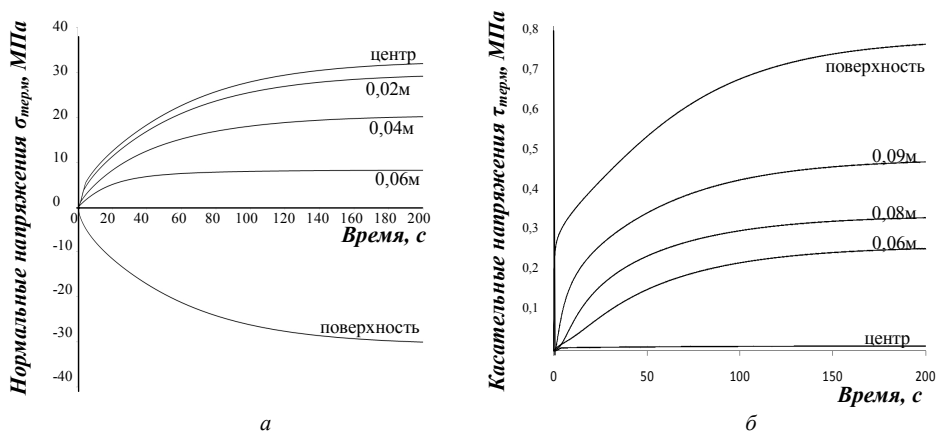 Нормальные напряжения σтерм, МПа
40
30
20
10
0
-10
-20
-30
-40
центр
0,02м
0,04м
0,06м
0 20 40 60 80 100 120 140 160 180 200
Время, с
поверхность
а
Касательные напряжения τтерм, МПа
0,8
0,7
0,6
0,5
0,4
0,3
0,2
0,1
поверхность
0,09м
0,08м
0,06м
центр
0 50 100 150 200
Время, с
б